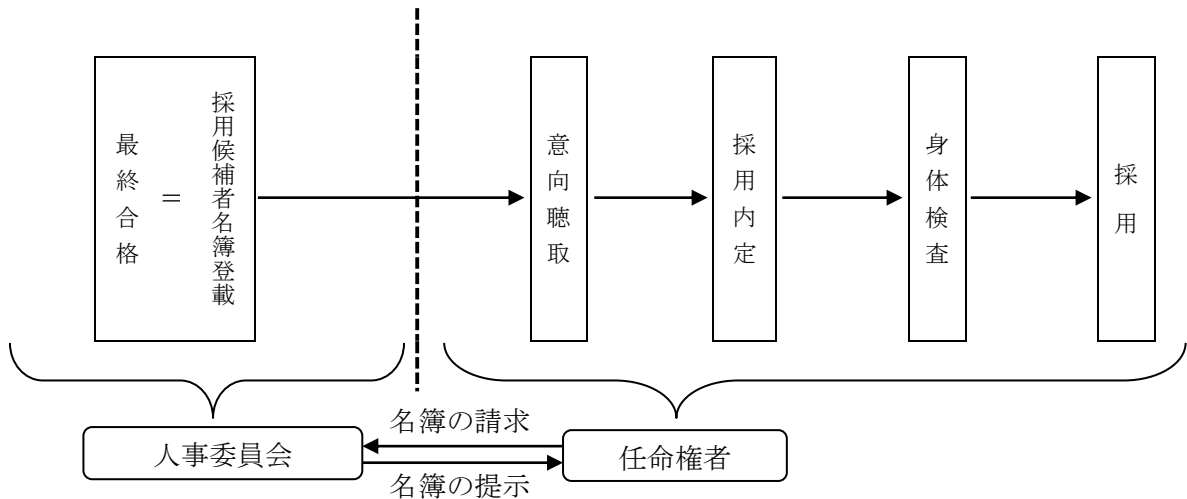 最終合格
＝
採用候補者名簿登載
意向聴取
採用内定
身体検査
採用
名簿の請求
人事委員会
任命権者
名簿の提示